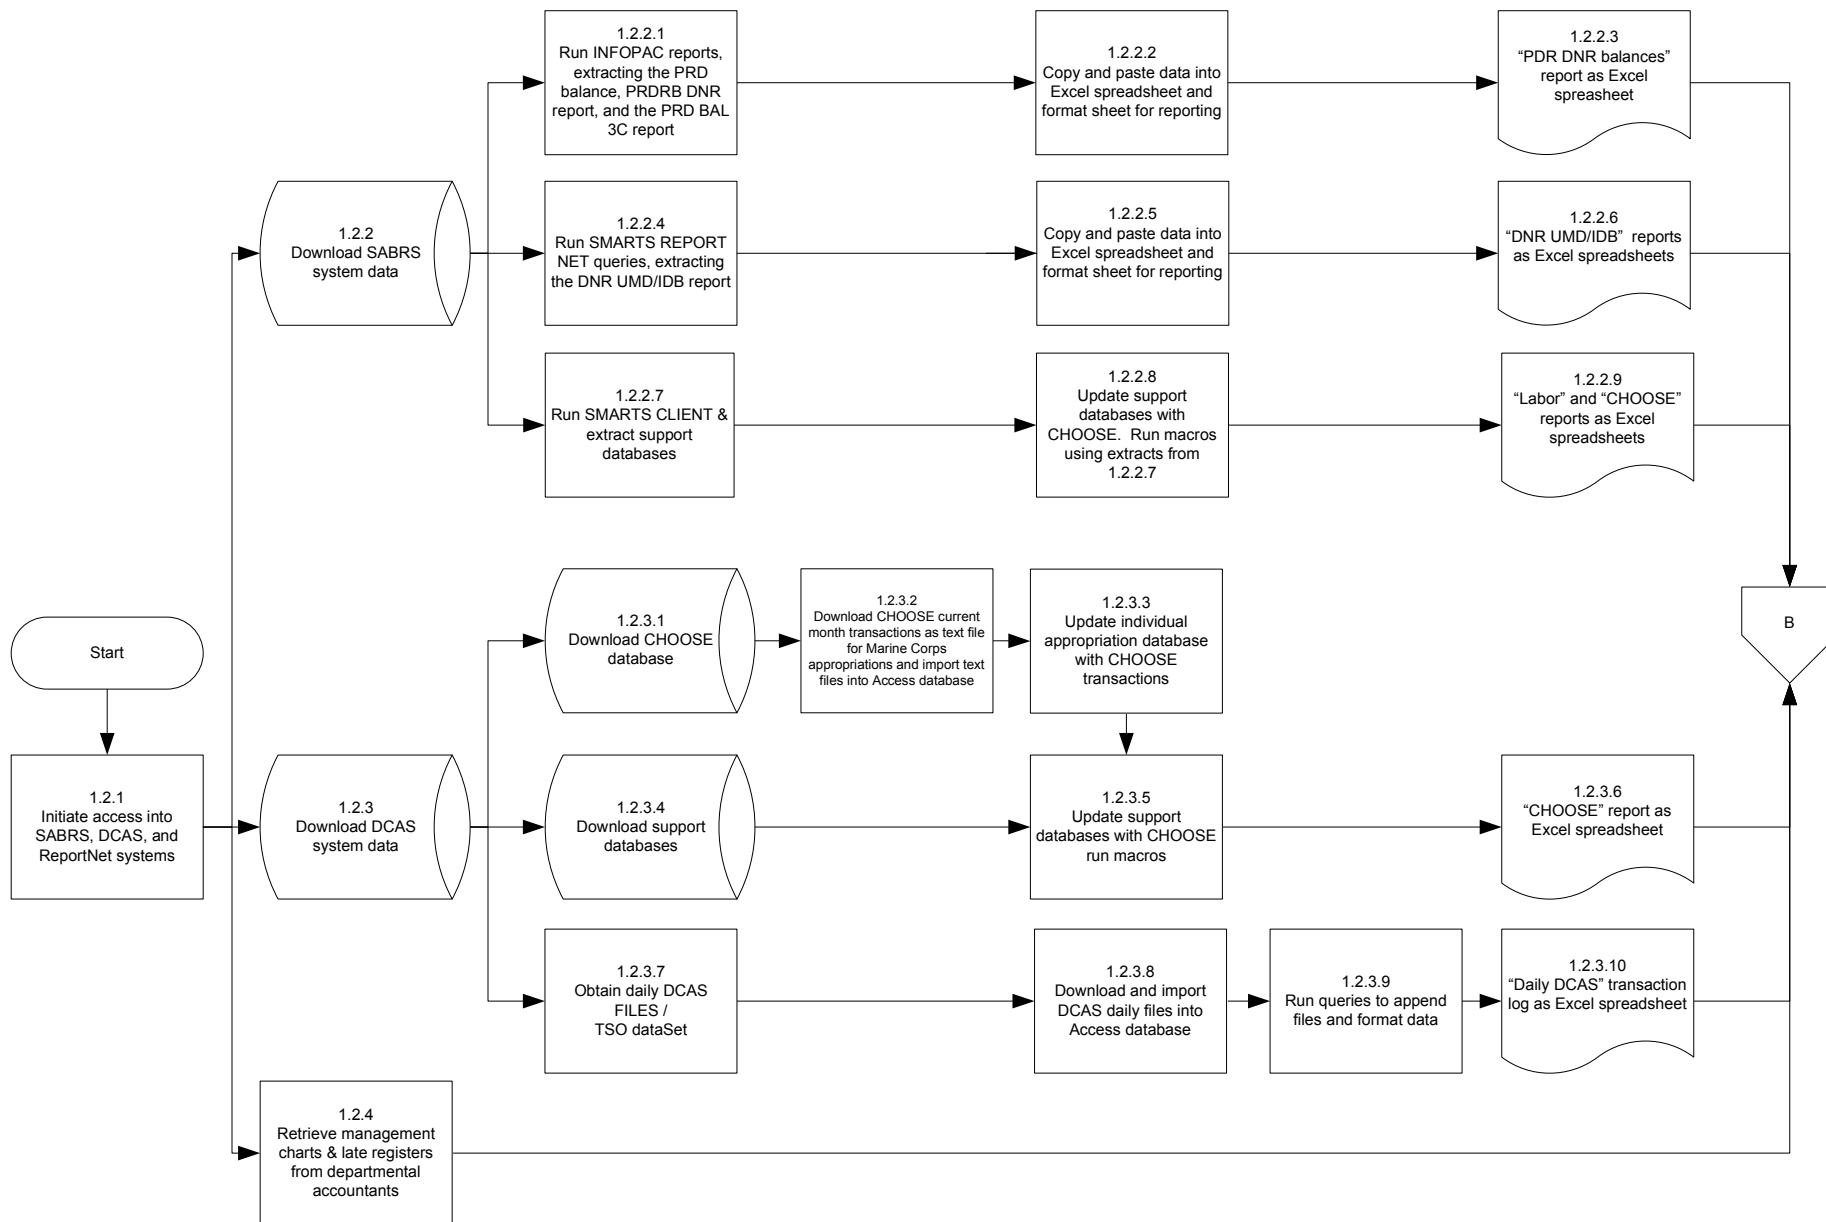 1.2.2.1
Run INFOPAC reports,
extracting the PRD
balance, PRDRB DNR
report, and the PRD BAL
3C report
1.2.2.2
Copy and paste data into
Excel spreadsheet and
format sheet for reporting
1.2.2.3
“PDR DNR balances”
report as Excel
spreasheet
1.2.2
Download SABRS
system data
1.2.2.4
Run SMARTS REPORT
NET queries, extracting
the DNR UMD/IDB report
1.2.2.5
Copy and paste data into
Excel spreadsheet and
format sheet for reporting
1.2.2.6
“DNR UMD/IDB” reports
as Excel spreadsheets
1.2.2.7
Run SMARTS CLIENT &
extract support
databases
1.2.2.8
Update support
databases with
CHOOSE. Run macros
using extracts from
1.2.2.7
1.2.2.9
“Labor” and “CHOOSE”
reports as Excel
spreadsheets
Start
1.2.3.1
Download CHOOSE
database
1.2.3.2
Download CHOOSE current
month transactions as text file
for Marine Corps
appropriations and import text
files into Access database
1.2.3.3
Update individual
appropriation database
with CHOOSE
transactions
B
1.2.1
Initiate access into
SABRS, DCAS, and
ReportNet systems
1.2.3
Download DCAS
system data
1.2.3.4
Download support
databases
1.2.3.5
Update support
databases with CHOOSE
run macros
1.2.3.6
“CHOOSE” report as
Excel spreadsheet
1.2.3.7
Obtain daily DCAS
FILES /
TSO dataSet
1.2.3.8
Download and import
DCAS daily files into
Access database
1.2.3.9
Run queries to append
files and format data
1.2.3.10
“Daily DCAS” transaction
log as Excel spreadsheet
1.2.4
Retrieve management
charts & late registers
from departmental
accountants